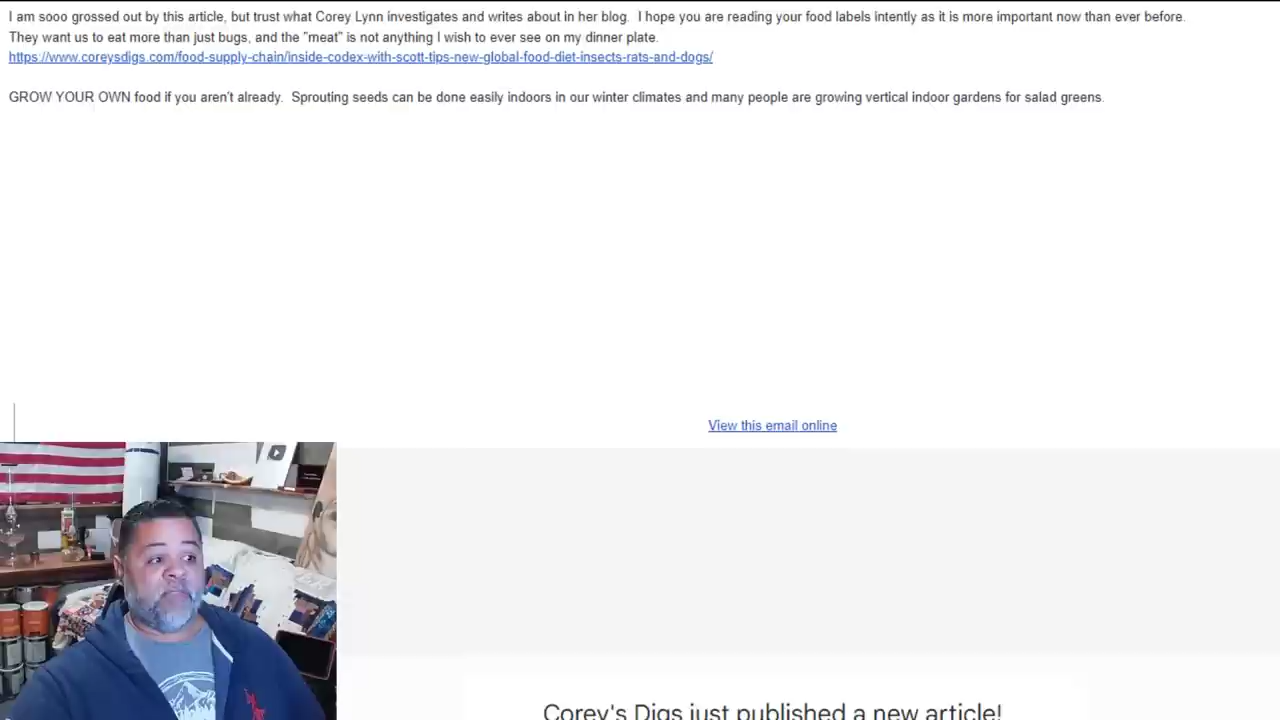 I am sooo grossed out by this article, but trust what Corey Lynn investigates and writes about in her blog.  I hope you are reading your food labels intently as it is more important now than ever before.
They want us to eat more than just bugs, and the "meat" is not anything I wish to ever see on my dinner plate.
https://www.coreysdigs.com/food-supply-chain/inside-codex-with-scott-tips-new-global-food-diet-insects-rats-and-dogs/
GROW YOUR OWN food if you aren't already.  Sprouting seeds can be done easily indoors in our winter climates and many people are growing vertical indoor gardens for salad greens.
View this email online
Corey's Digs just published a new article!